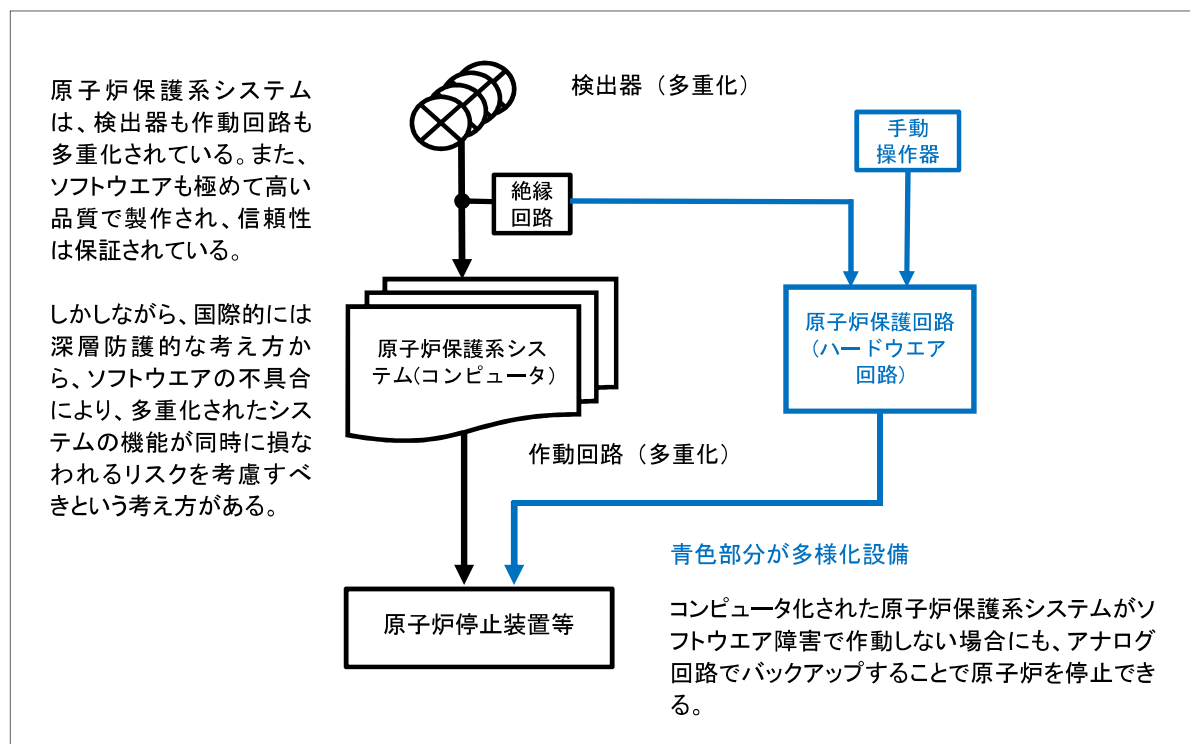 原子炉保護系システム
は、検出器も作動回路も
多重化されている。また、
ソフトウエアも極めて高い
品質で製作され、信頼性
は保証されている。
しかしながら、国際的には
深層防護的な考え方か
ら、ソフトウエアの不具合
により、多重化されたシス
テムの機能が同時に損な
われるリスクを考慮すべ
きという考え方がある。
検出器（多重化）
手動
操作器
絶縁
回路
原子炉保護系シス
テム(コンピュータ)
原子炉保護回路
(ハードウエア
回路)
作動回路（多重化）
原子炉停止装置等
青色部分が多様化設備
コンピュータ化された原子炉保護系システムがソ
フトウエア障害で作動しない場合にも、アナログ
回路でバックアップすることで原子炉を停止でき
る。